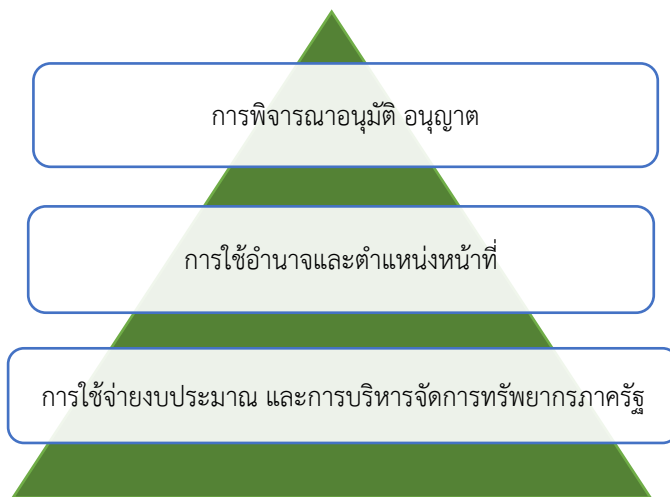 การพิจารณาอนุมัติ อนุญาต
การใช้อำนาจและตำแหน่งหน้าที่
การใช้จ่ายงบประมาณ และการบริหารจัดการทรัพยากรภาครัฐ